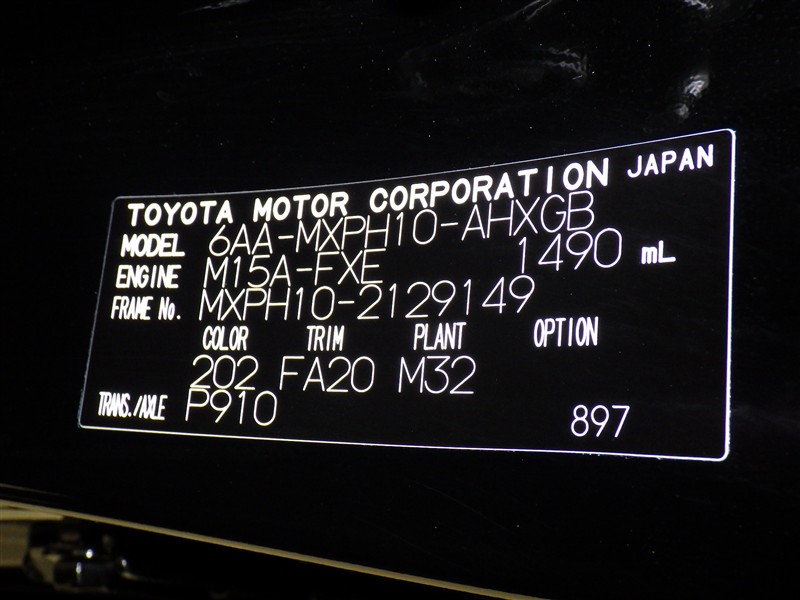 TOYOTA MOTOR CORPORATION JAPAN
MODEL 6AA-MXPH10-AHXGB
ENGINE M15A-FXE 1490 mL
FRAME No. MXPH10-2129149
COLOR TRIM PLANT OPTION
202 FA20 M32
TRANS./AXLE P910 897